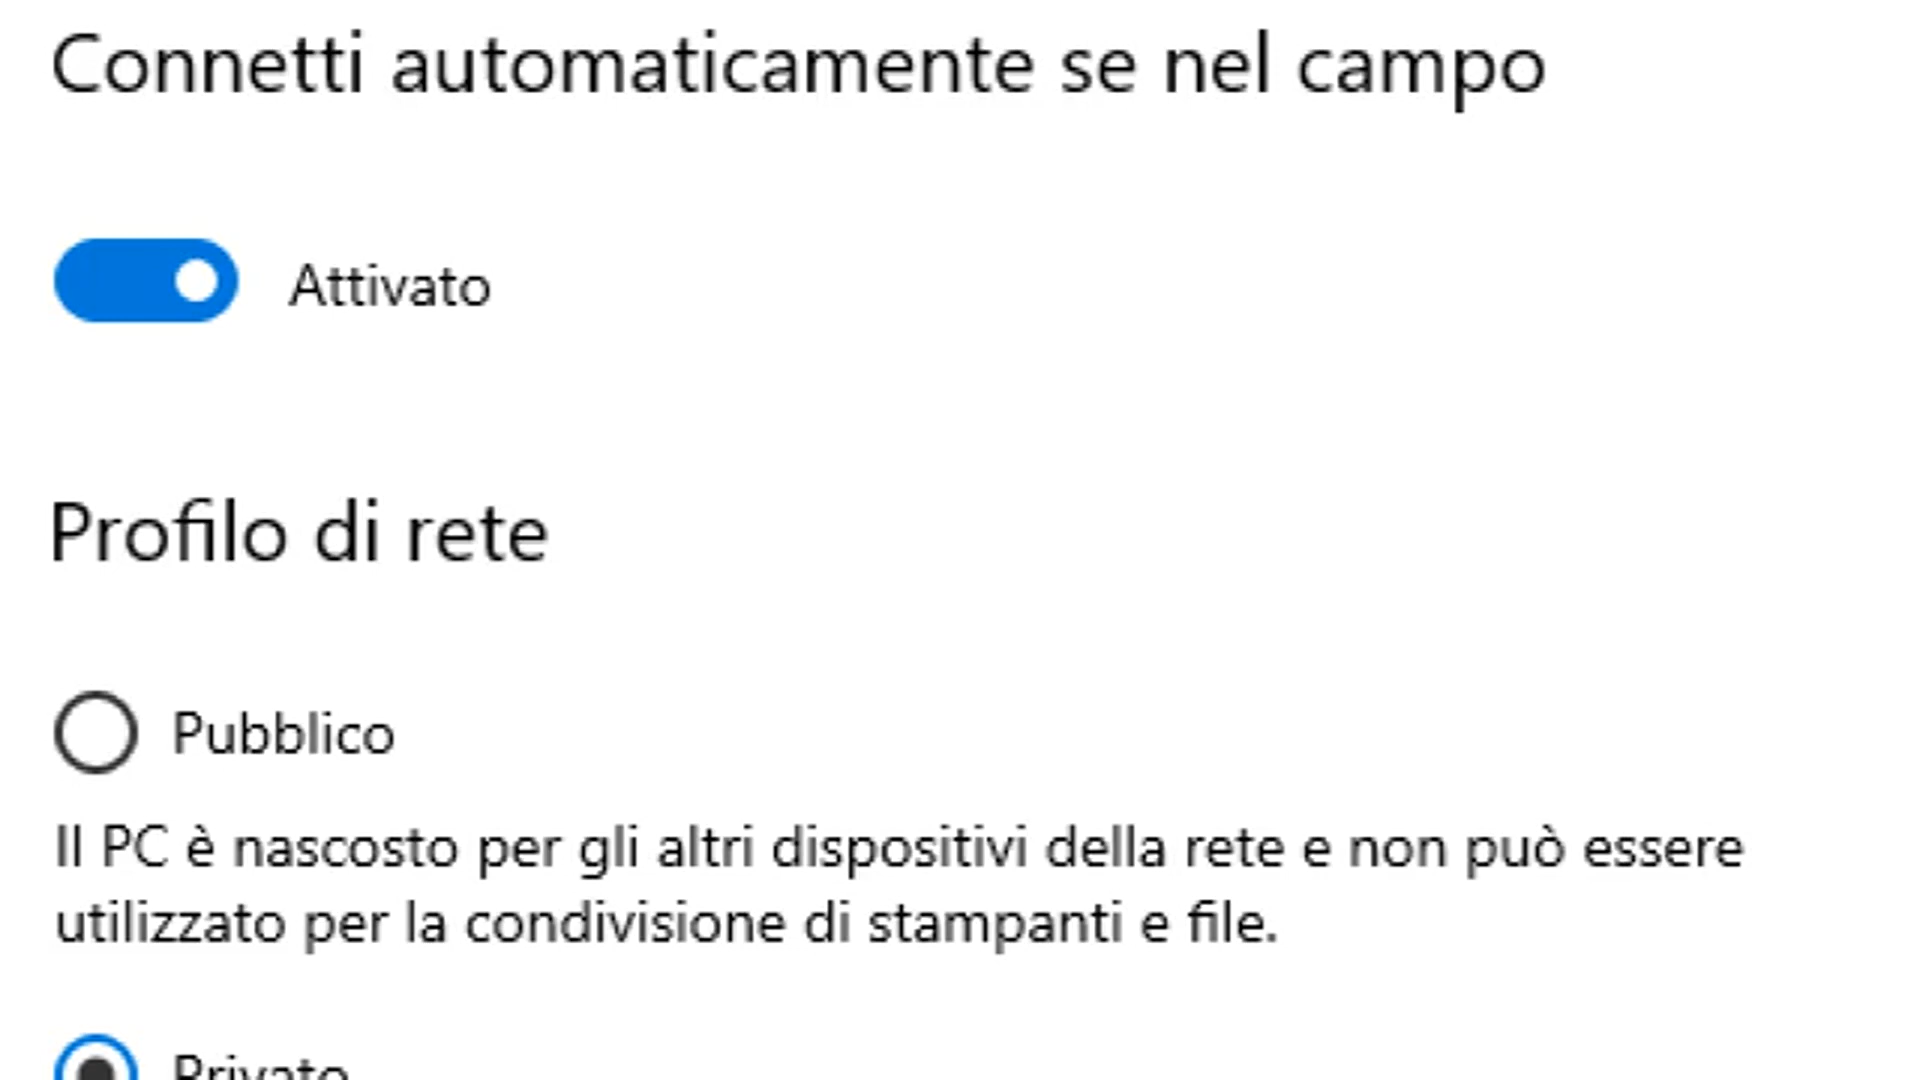 Connetti automaticamente se nel campo
Attivato
Profilo di rete
Pubblico
Il PC è nascosto per gli altri dispositivi della rete e non può essere
utilizzato per la condivisione di stampanti e file.
Privato